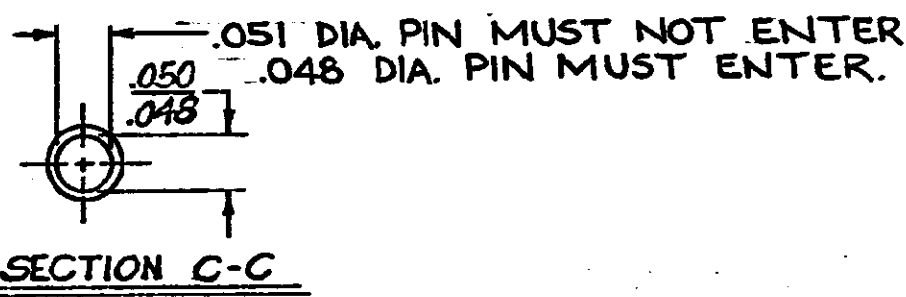 .051 DIA. PIN MUST NOT ENTER
.048 DIA. PIN MUST ENTER.
.050
.048
SECTION C-C